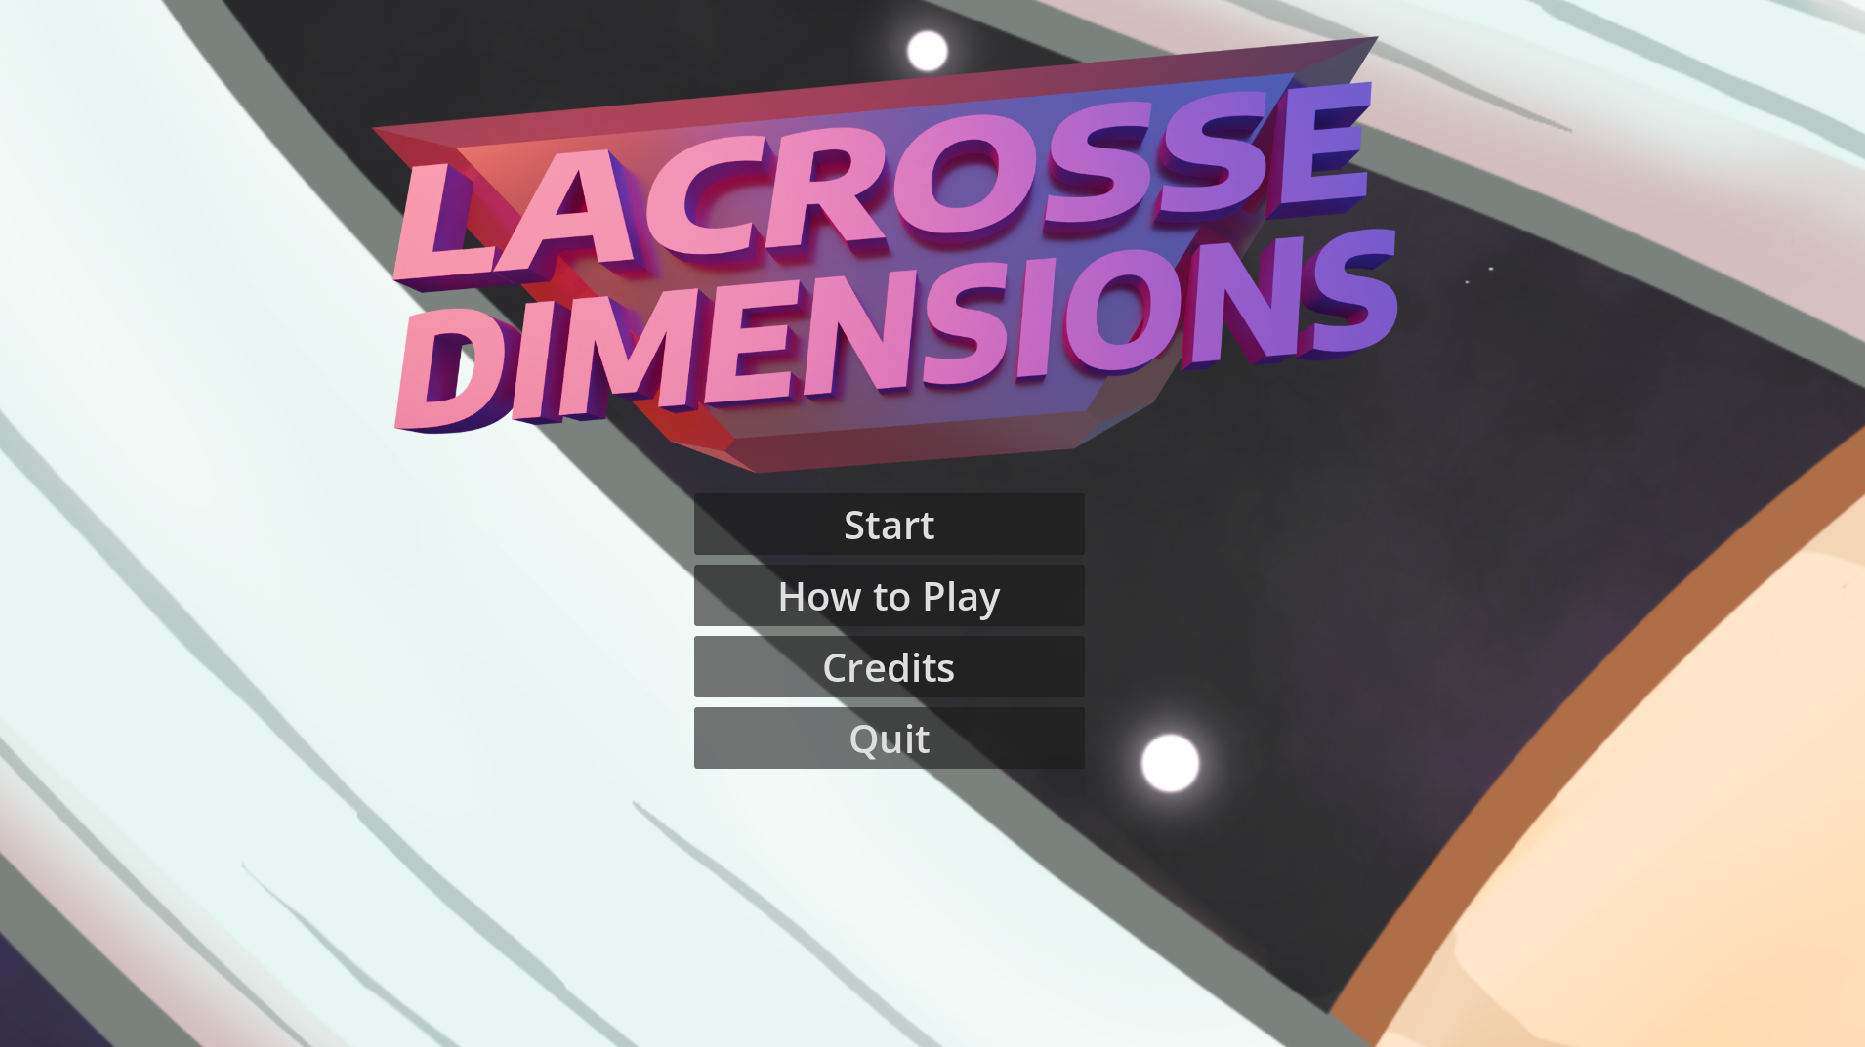 LACROSSE
DIMENSIONS
Start
How to Play
Credits
Quit